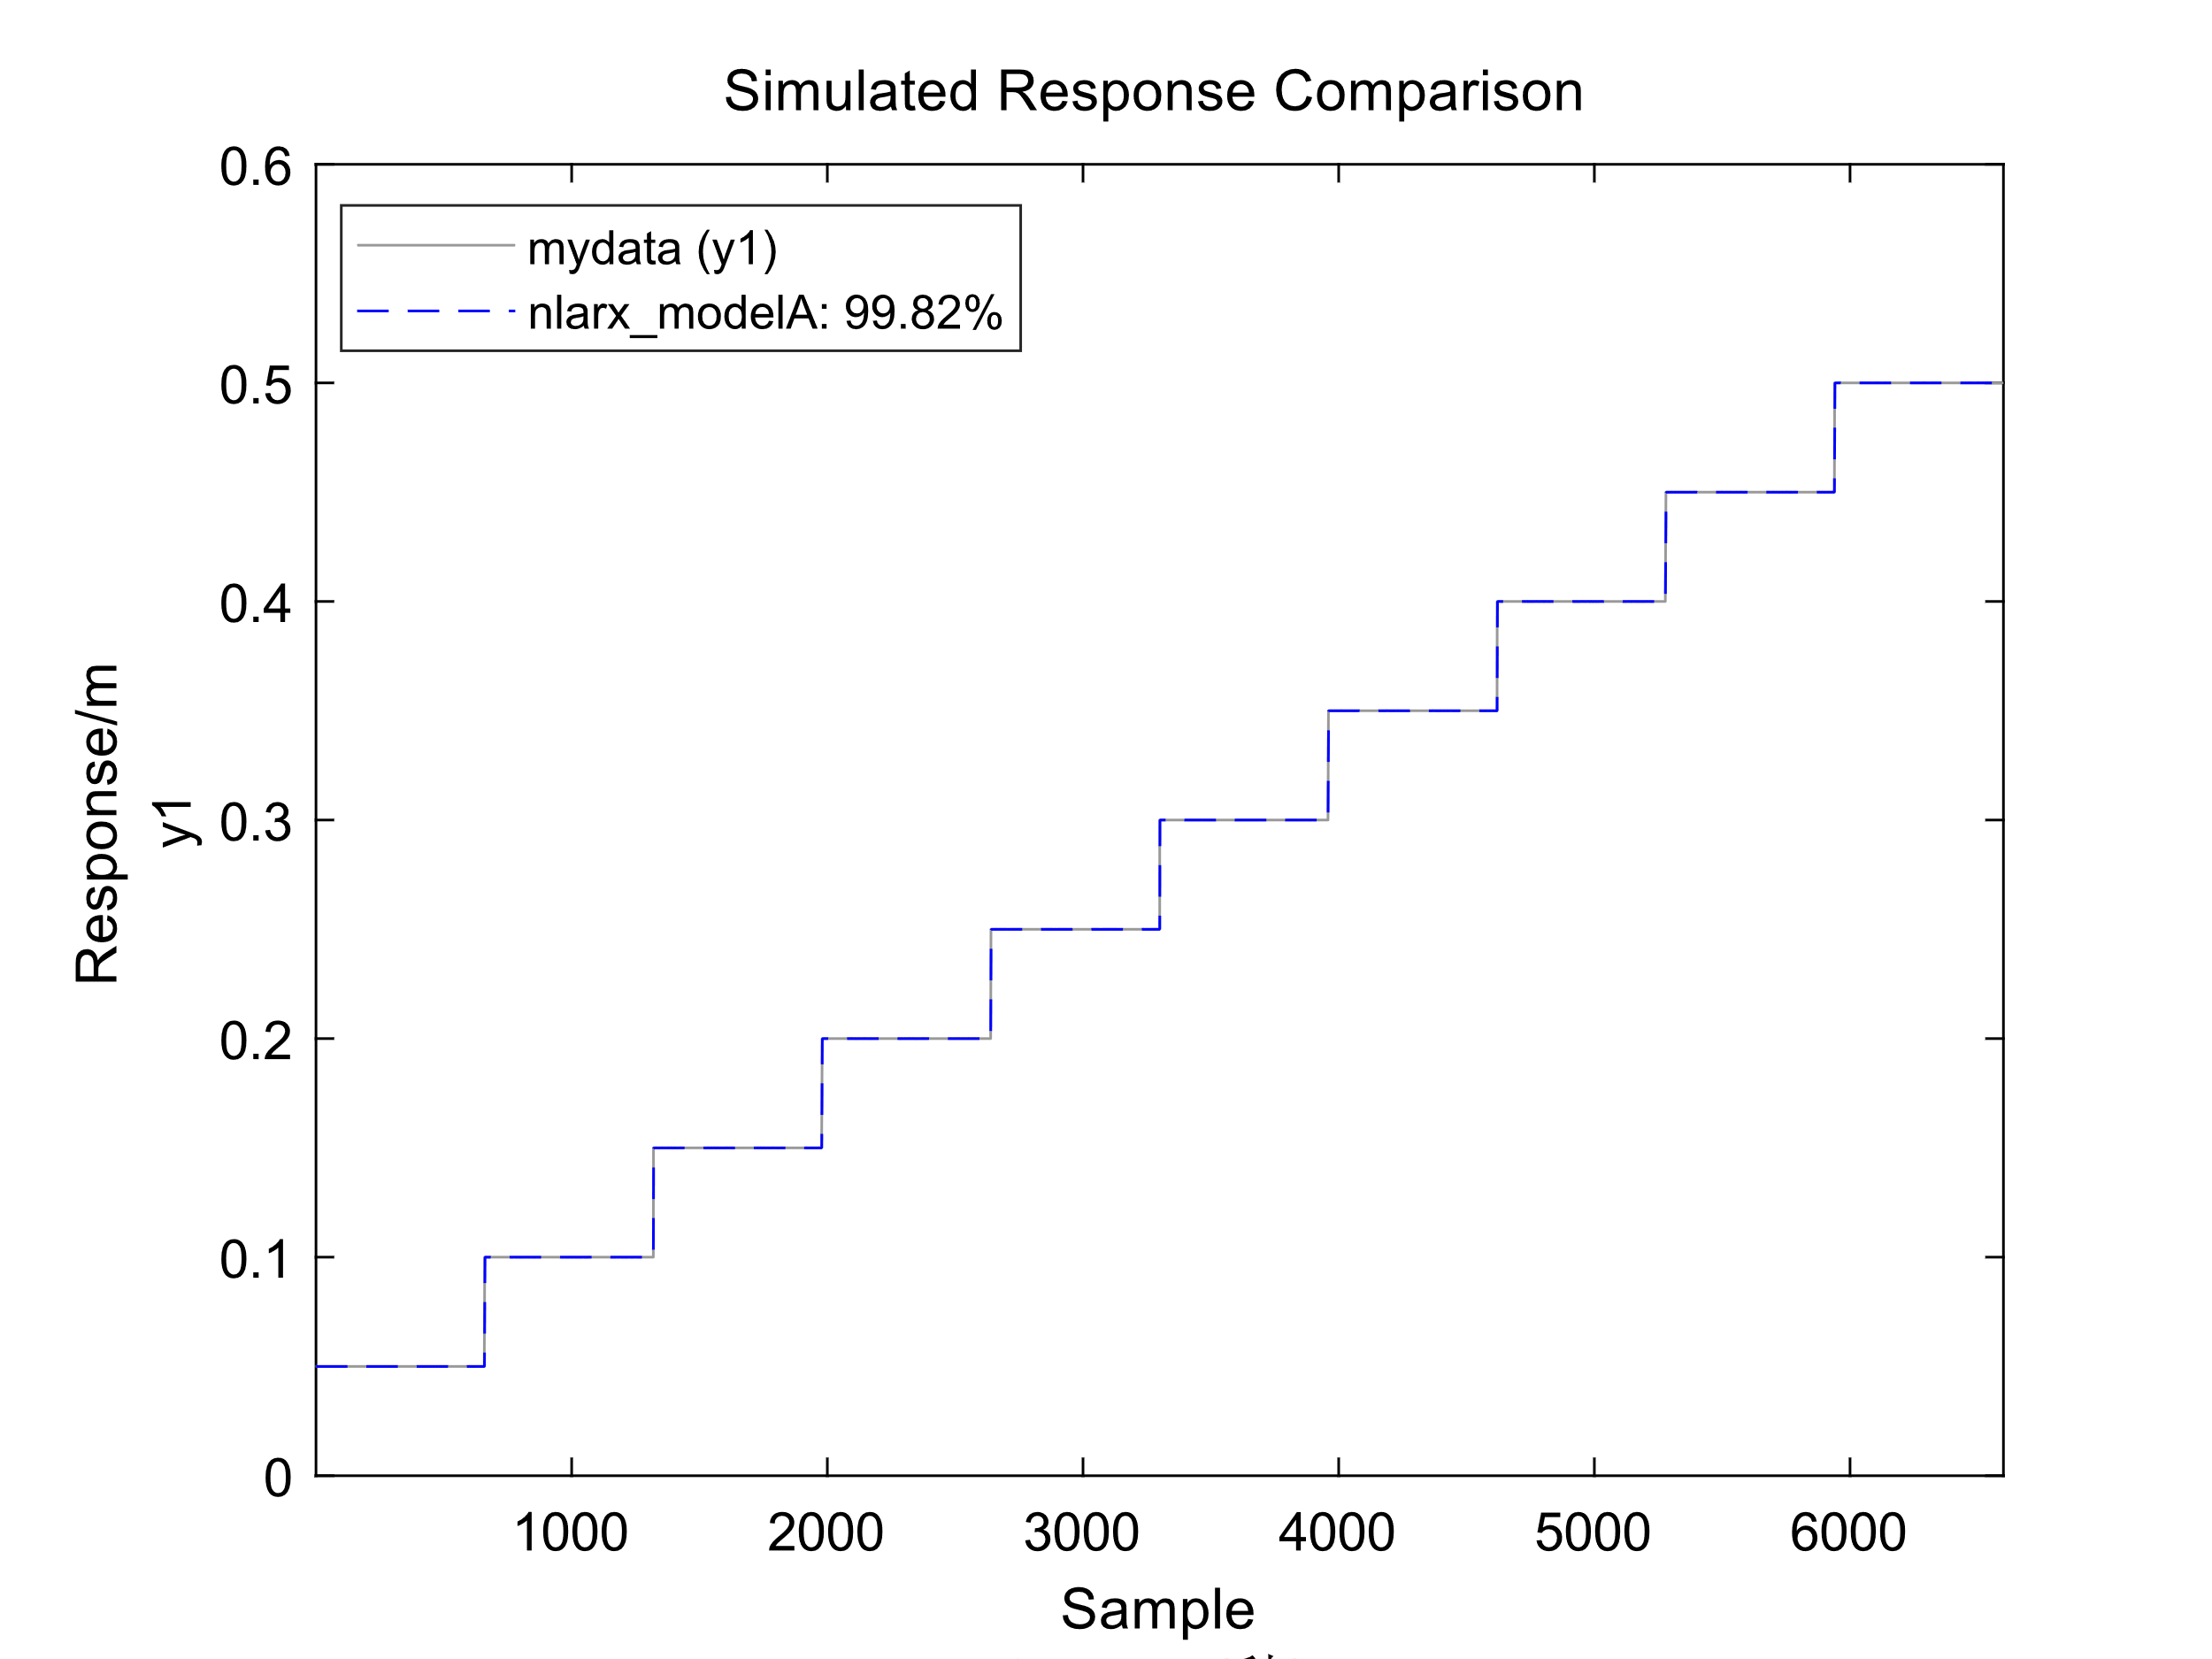 Simulated Response Comparison
0.6
mydata (y1)
nlarx_modelA: 99.82%
0.5
0.4
Response/m
y1
0.3
0.2
0.1
0
1000 2000 3000 4000 5000 6000
Sample